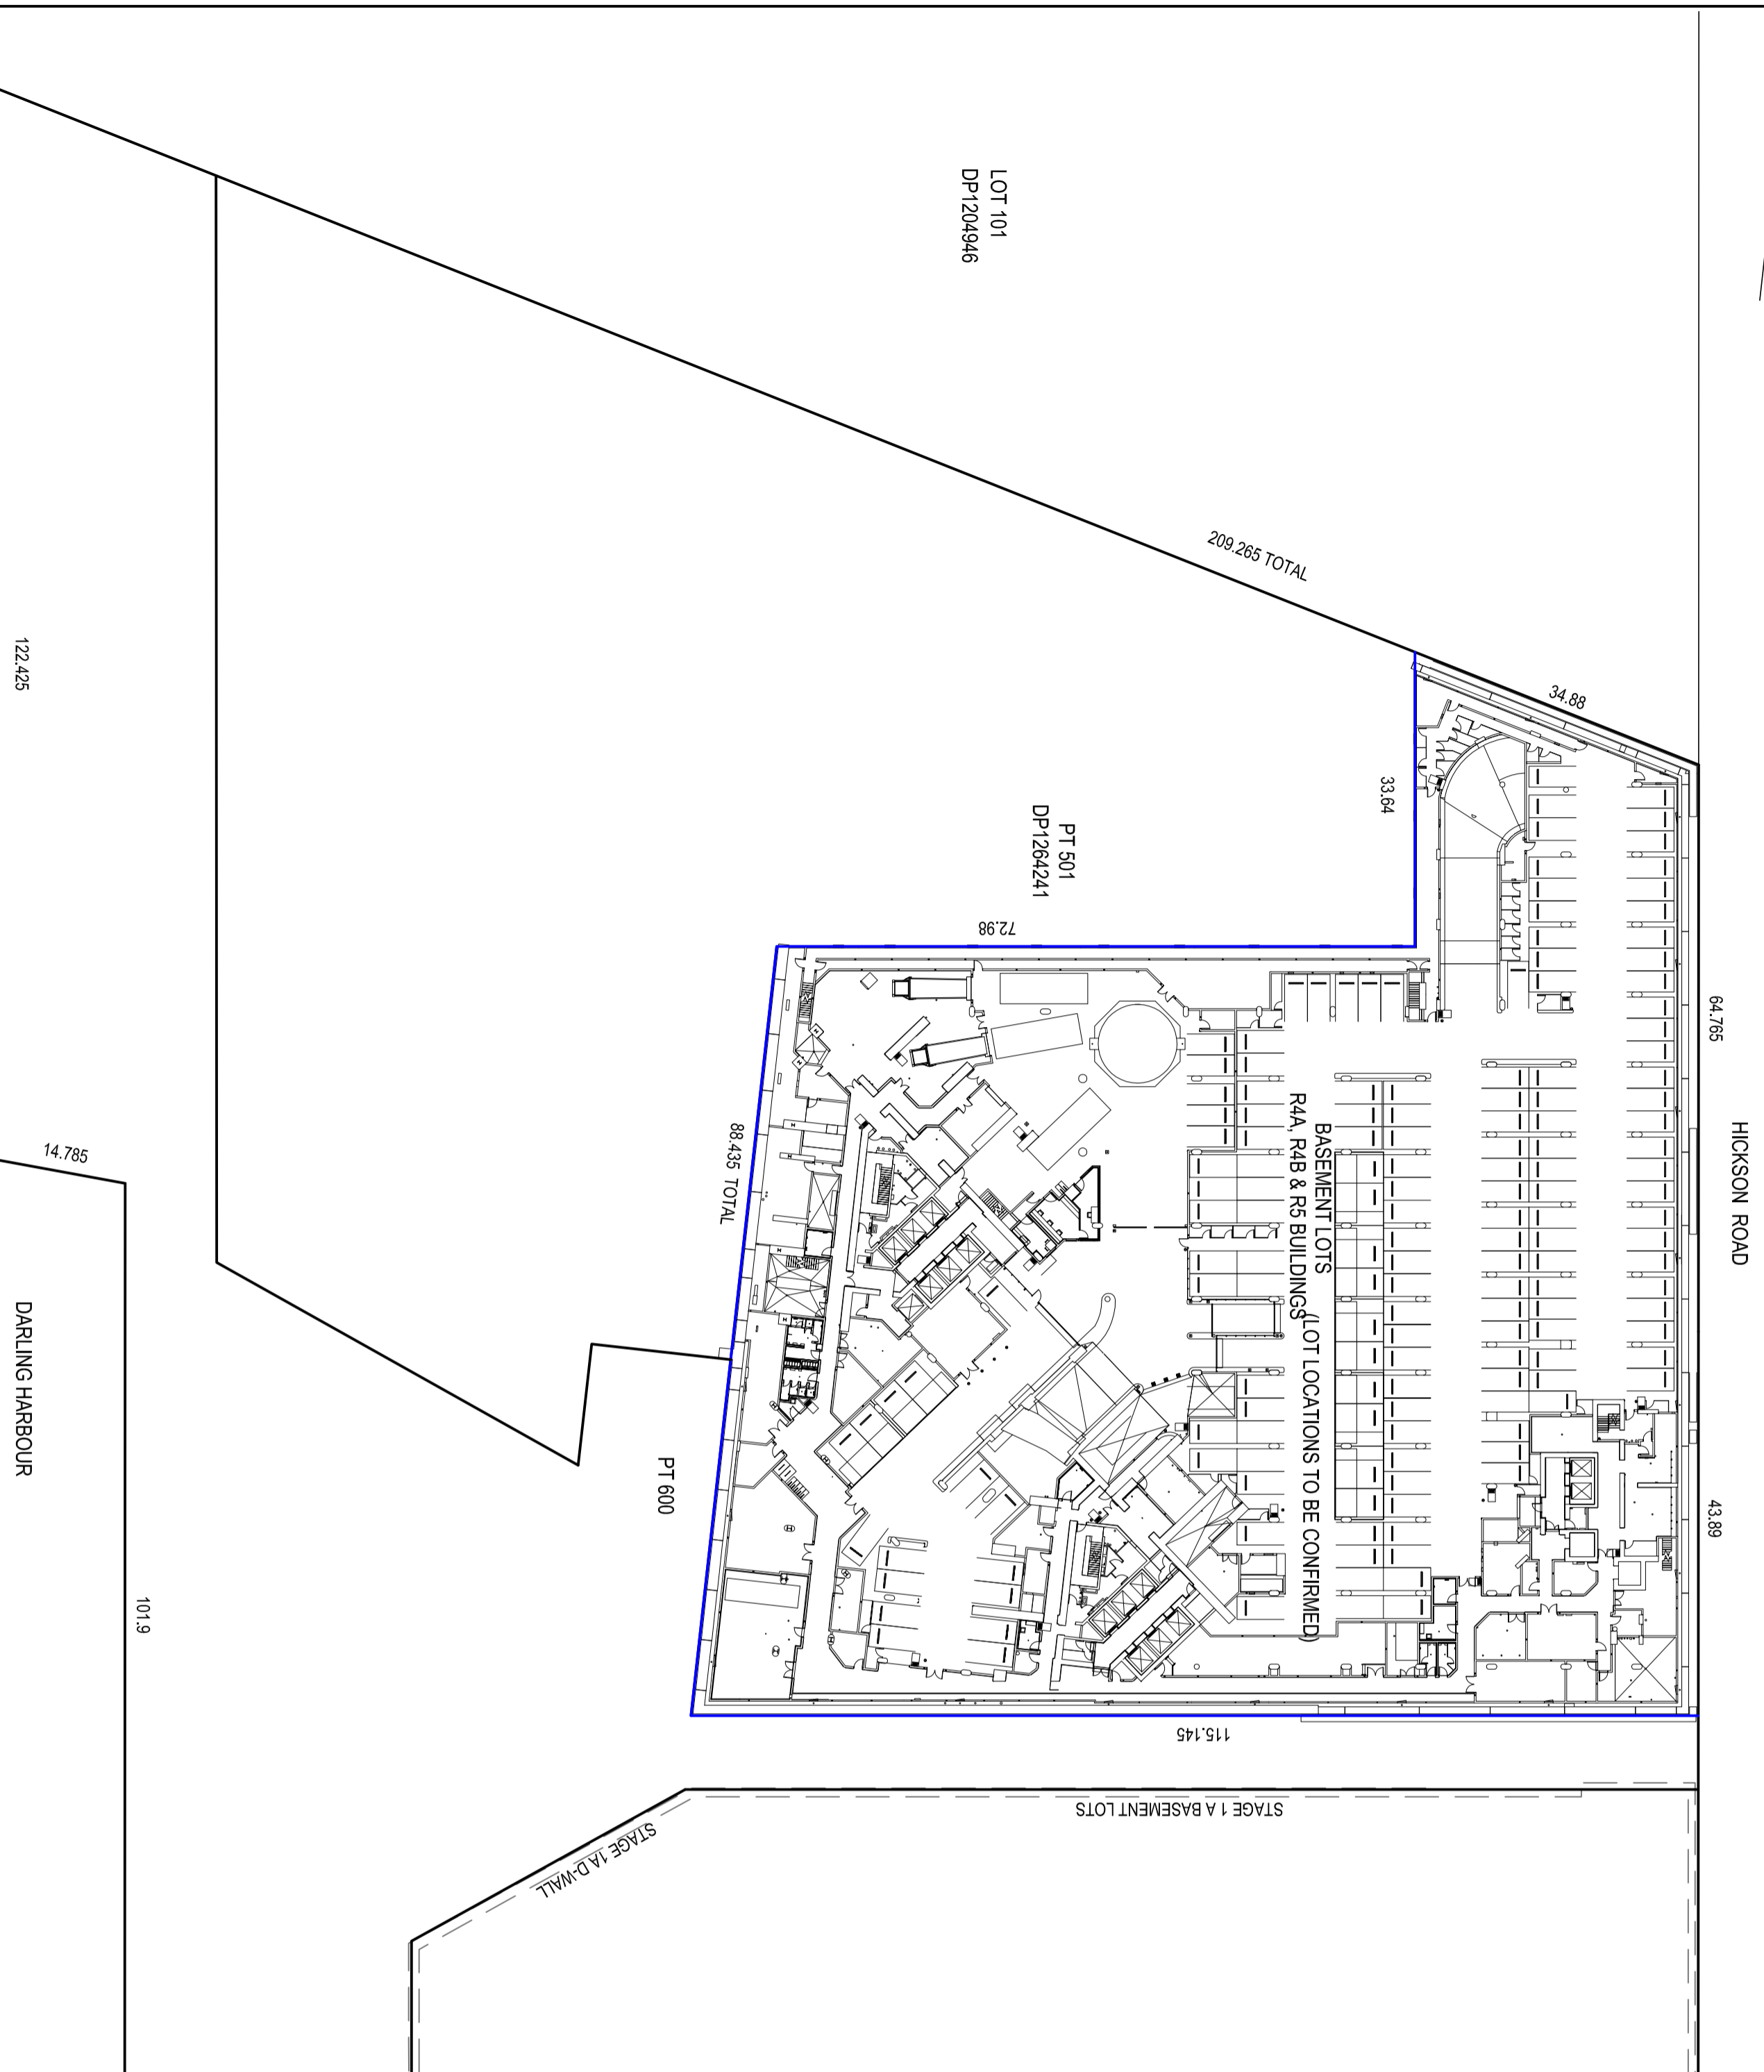 LOT 101
DP1204946
209.265 TOTAL
34.88
122.425
33.64
PT 501
DP1264241
72.98
64.765
HICKSON ROAD
BASEMENT LOTS
R4A, R4B & R5 BUILDINGS
(LOT LOCATIONS TO BE CONFIRMED)
88.435 TOTAL
14.785
DARLING HARBOUR
PT 600
43.89
101.9
115.145
STAGE 1 A BASEMENT LOTS
STAGE 1A D-WALL